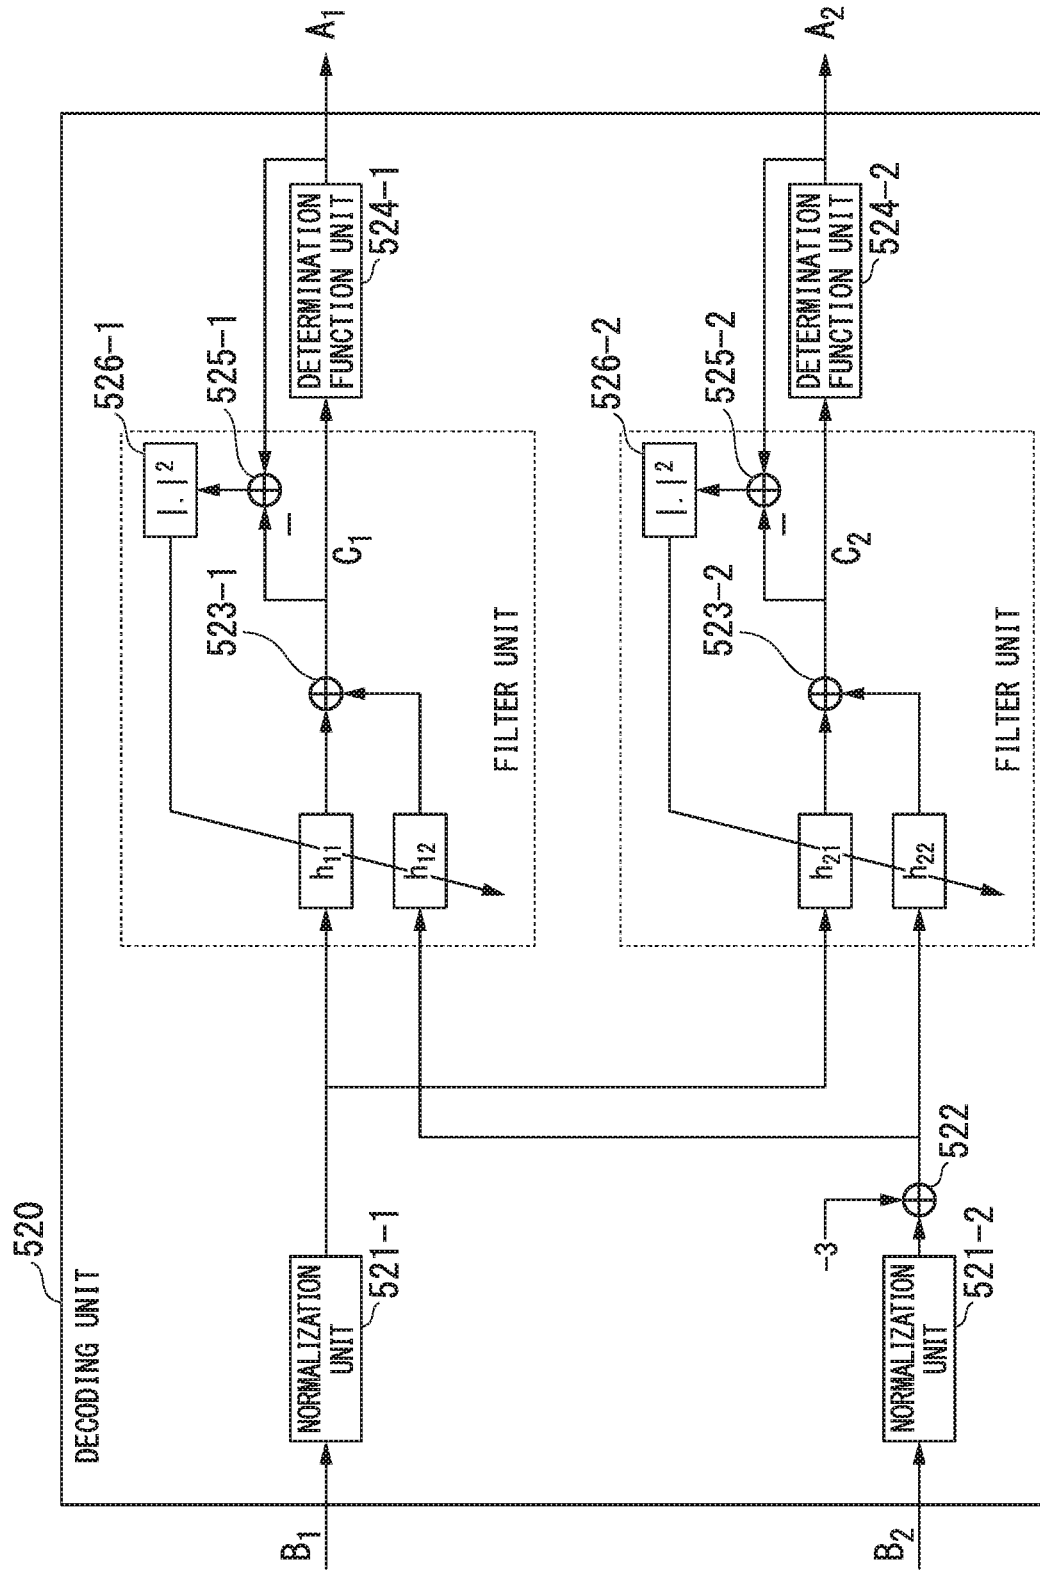 520
DECODING UNIT
B1
NORMALIZATION
UNIT
521-1
h11
h12
523-1
C1
525-1
|.|²
526-1
FILTER UNIT
DETERMINATION
FUNCTION UNIT
524-1
A1
B2
NORMALIZATION
UNIT
521-2
-3
522
h21
h22
523-2
C2
525-2
|.|²
526-2
FILTER UNIT
DETERMINATION
FUNCTION UNIT
524-2
A2
−
−